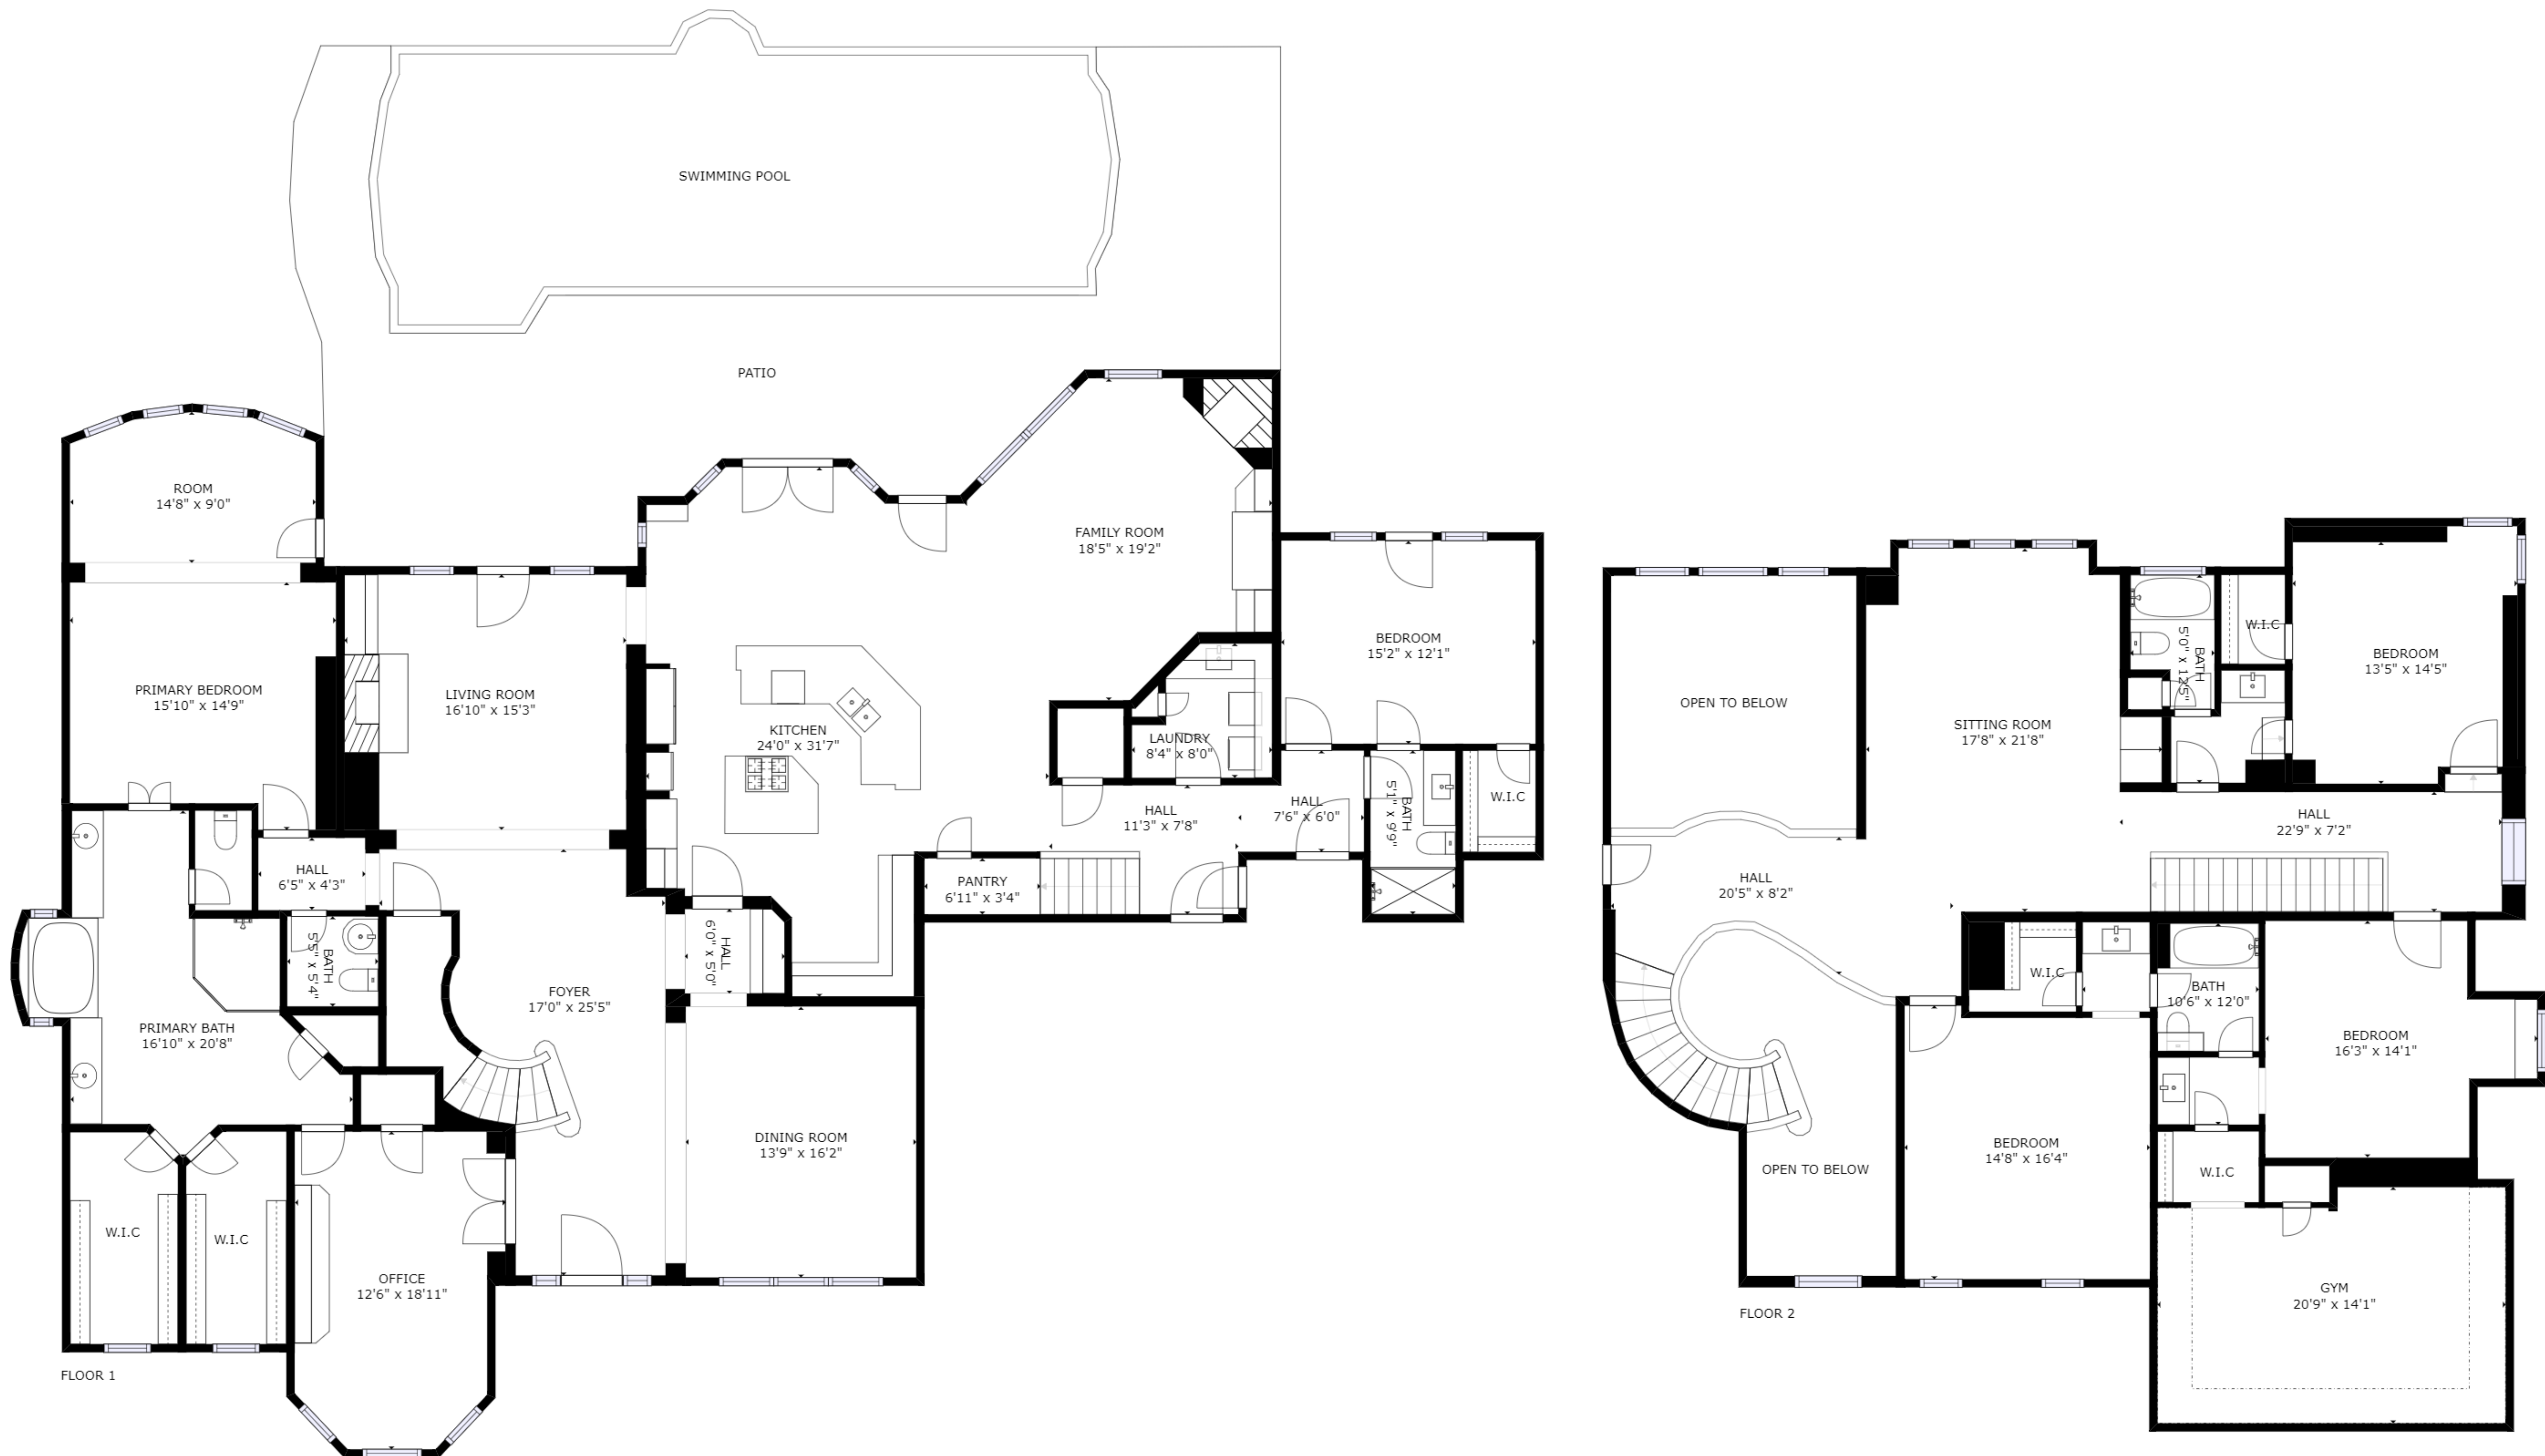 SWIMMING POOL
PATIO
ROOM
14'8" x 9'0"
PRIMARY BEDROOM
15'10" x 14'9"
LIVING ROOM
16'10" x 15'3"
KITCHEN
24'0" x 31'7"
FAMILY ROOM
18'5" x 19'2"
LAUNDRY
8'4" x 8'0"
BEDROOM
15'2" x 12'1"
HALL
11'3" x 7'8"
HALL
7'6" x 6'0"
BATH
5'1" x 9'9"
W.I.C
PANTRY
6'11" x 3'4"
HALL
6'5" x 4'3"
BATH
5'5" x 5'4"
HALL
6'0" x 5'0"
FOYER
17'0" x 25'5"
PRIMARY BATH
16'10" x 20'8"
DINING ROOM
13'9" x 16'2"
W.I.C
W.I.C
OFFICE
12'6" x 18'11"
FLOOR 1
OPEN TO BELOW
SITTING ROOM
17'8" x 21'8"
BATH
5'0" x 12'5"
W.I.C
BEDROOM
13'5" x 14'5"
HALL
22'9" x 7'2"
HALL
20'5" x 8'2"
W.I.C
BATH
10'6" x 12'0"
BEDROOM
16'3" x 14'1"
BEDROOM
14'8" x 16'4"
OPEN TO BELOW
W.I.C
GYM
20'9" x 14'1"
FLOOR 2